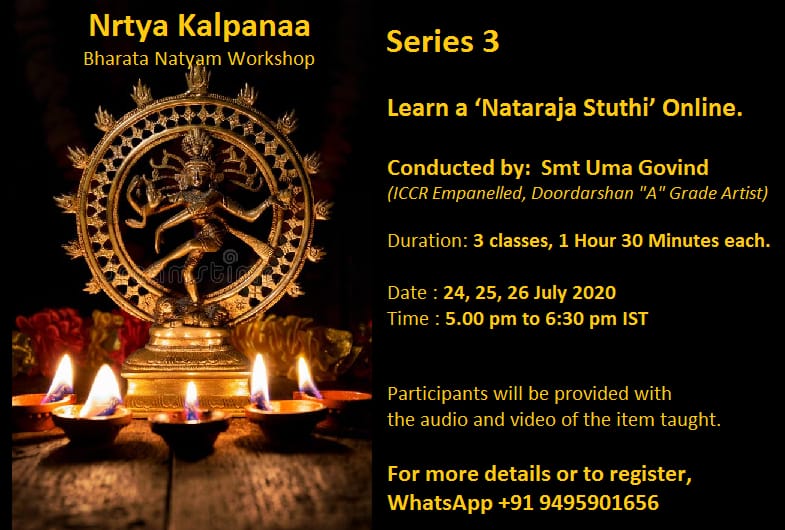 Nrtya Kalpanaa
Bharata Natyam Workshop
Series 3
Learn a ‘Nataraja Stuthi’ Online.
Conducted by:  Smt Uma Govind
(ICCR Empanelled, Doordarshan "A" Grade Artist)
Duration: 3 classes, 1 Hour 30 Minutes each.
Date : 24, 25, 26 July 2020
Time : 5.00 pm to 6:30 pm IST
Participants will be provided with
the audio and video of the item taught.
For more details or to register,
WhatsApp +91 9495901656